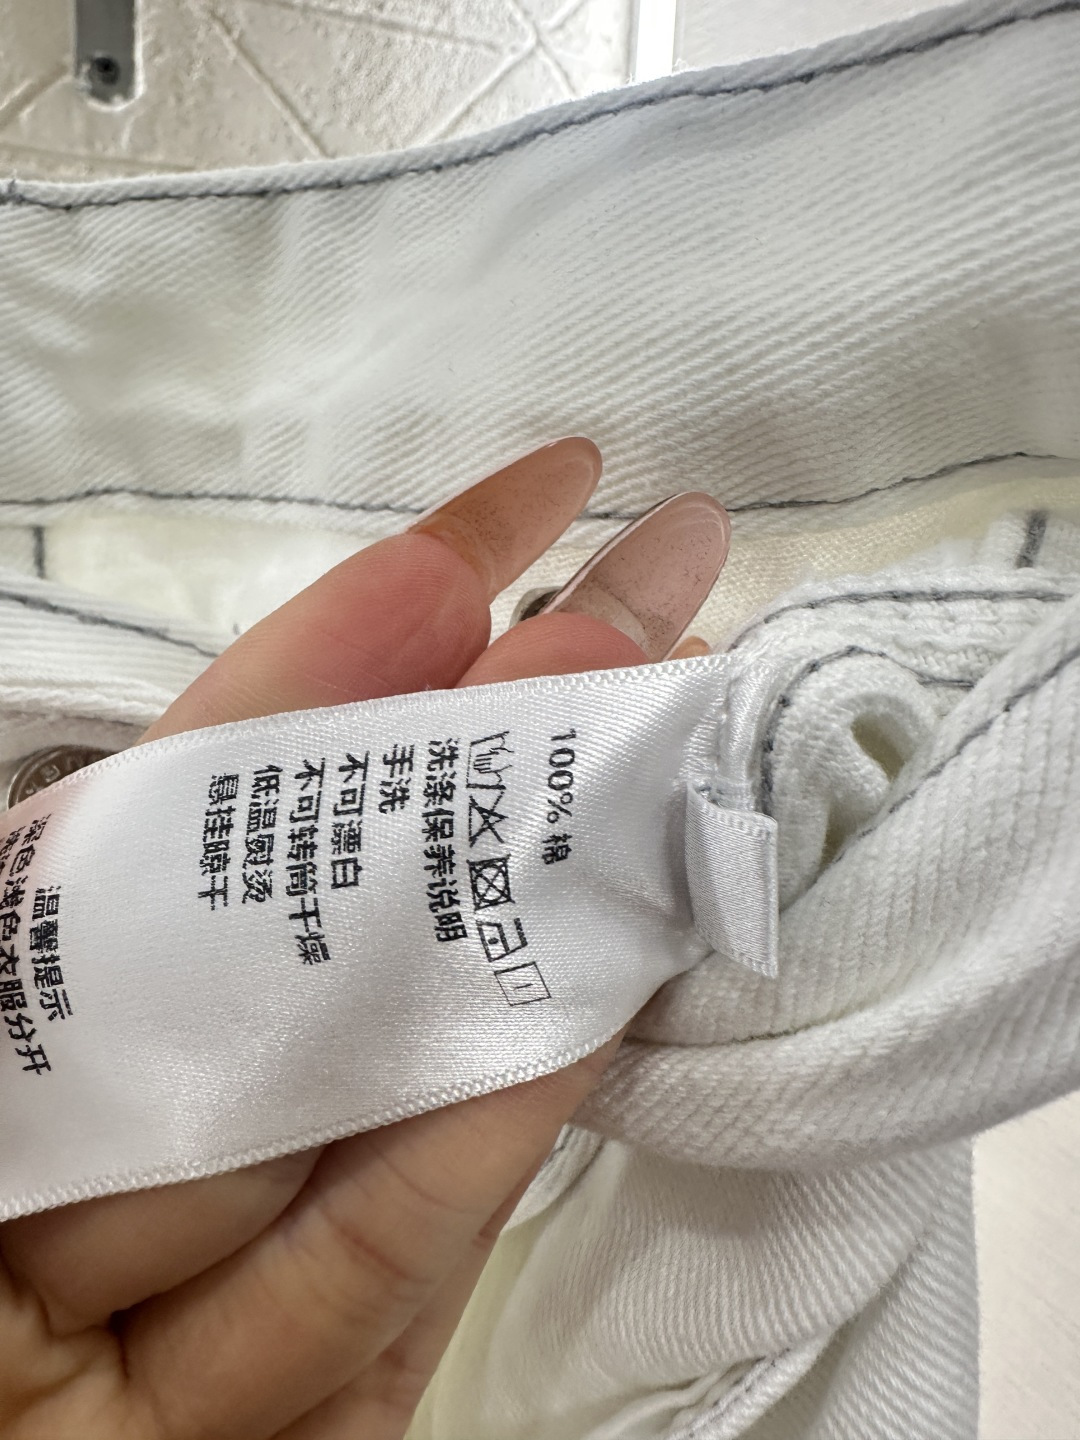 100% 棉
洗涤保养说明
手洗
不可漂白
不可转筒干燥
低温熨烫
悬挂晾干
温馨提示
深色浅色衣服分开